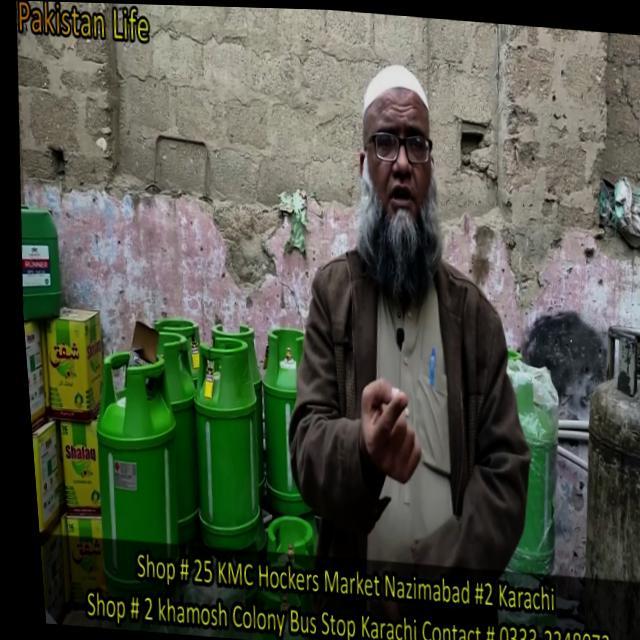 Pakistan Life
شفق
Shafaq
Shop # 25 KMC Hockers Market Nazimabad #2 Karachi
Shop # 2 khamosh Colony Bus Stop Karachi Contact #